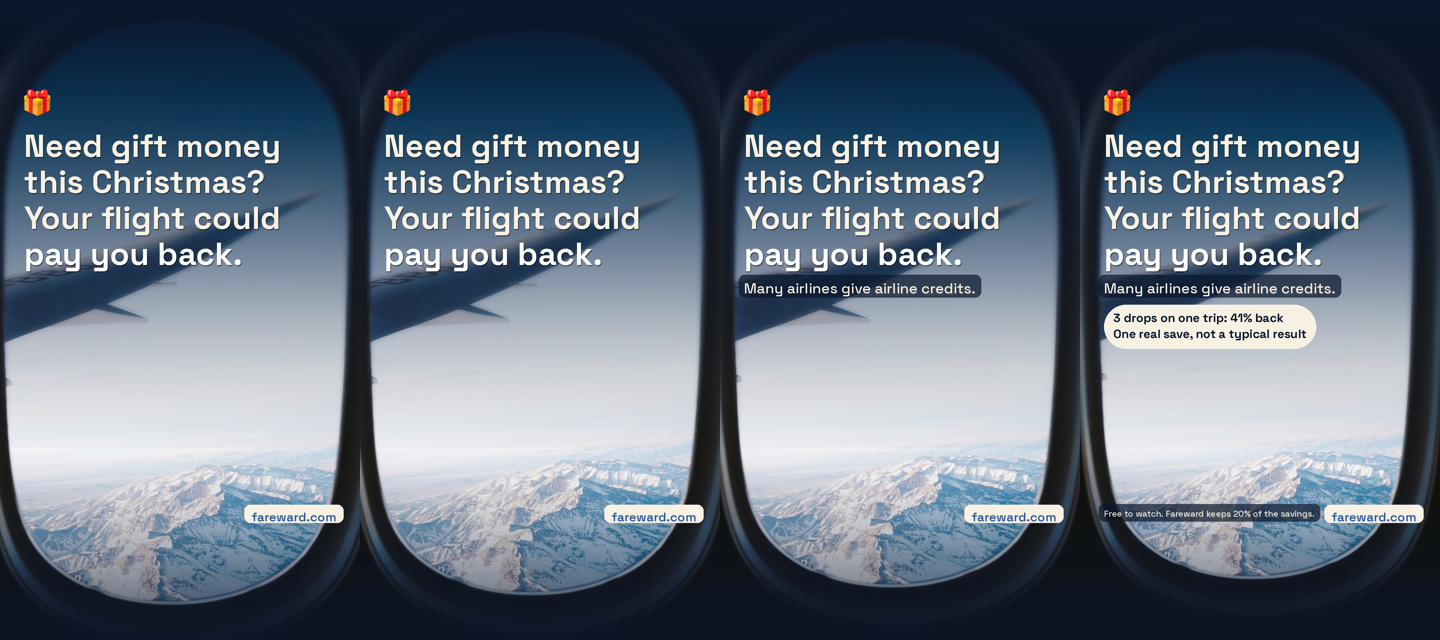 Need gift money
this Christmas?
Your flight could
pay you back.
fareward.com
Need gift money
this Christmas?
Your flight could
pay you back.
fareward.com
Need gift money
this Christmas?
Your flight could
pay you back.
Many airlines give airline credits.
fareward.com
Need gift money
this Christmas?
Your flight could
pay you back.
Many airlines give airline credits.
3 drops on one trip: 41% back
One real save, not a typical result
Free to watch. Fareward keeps 20% of the savings.
fareward.com